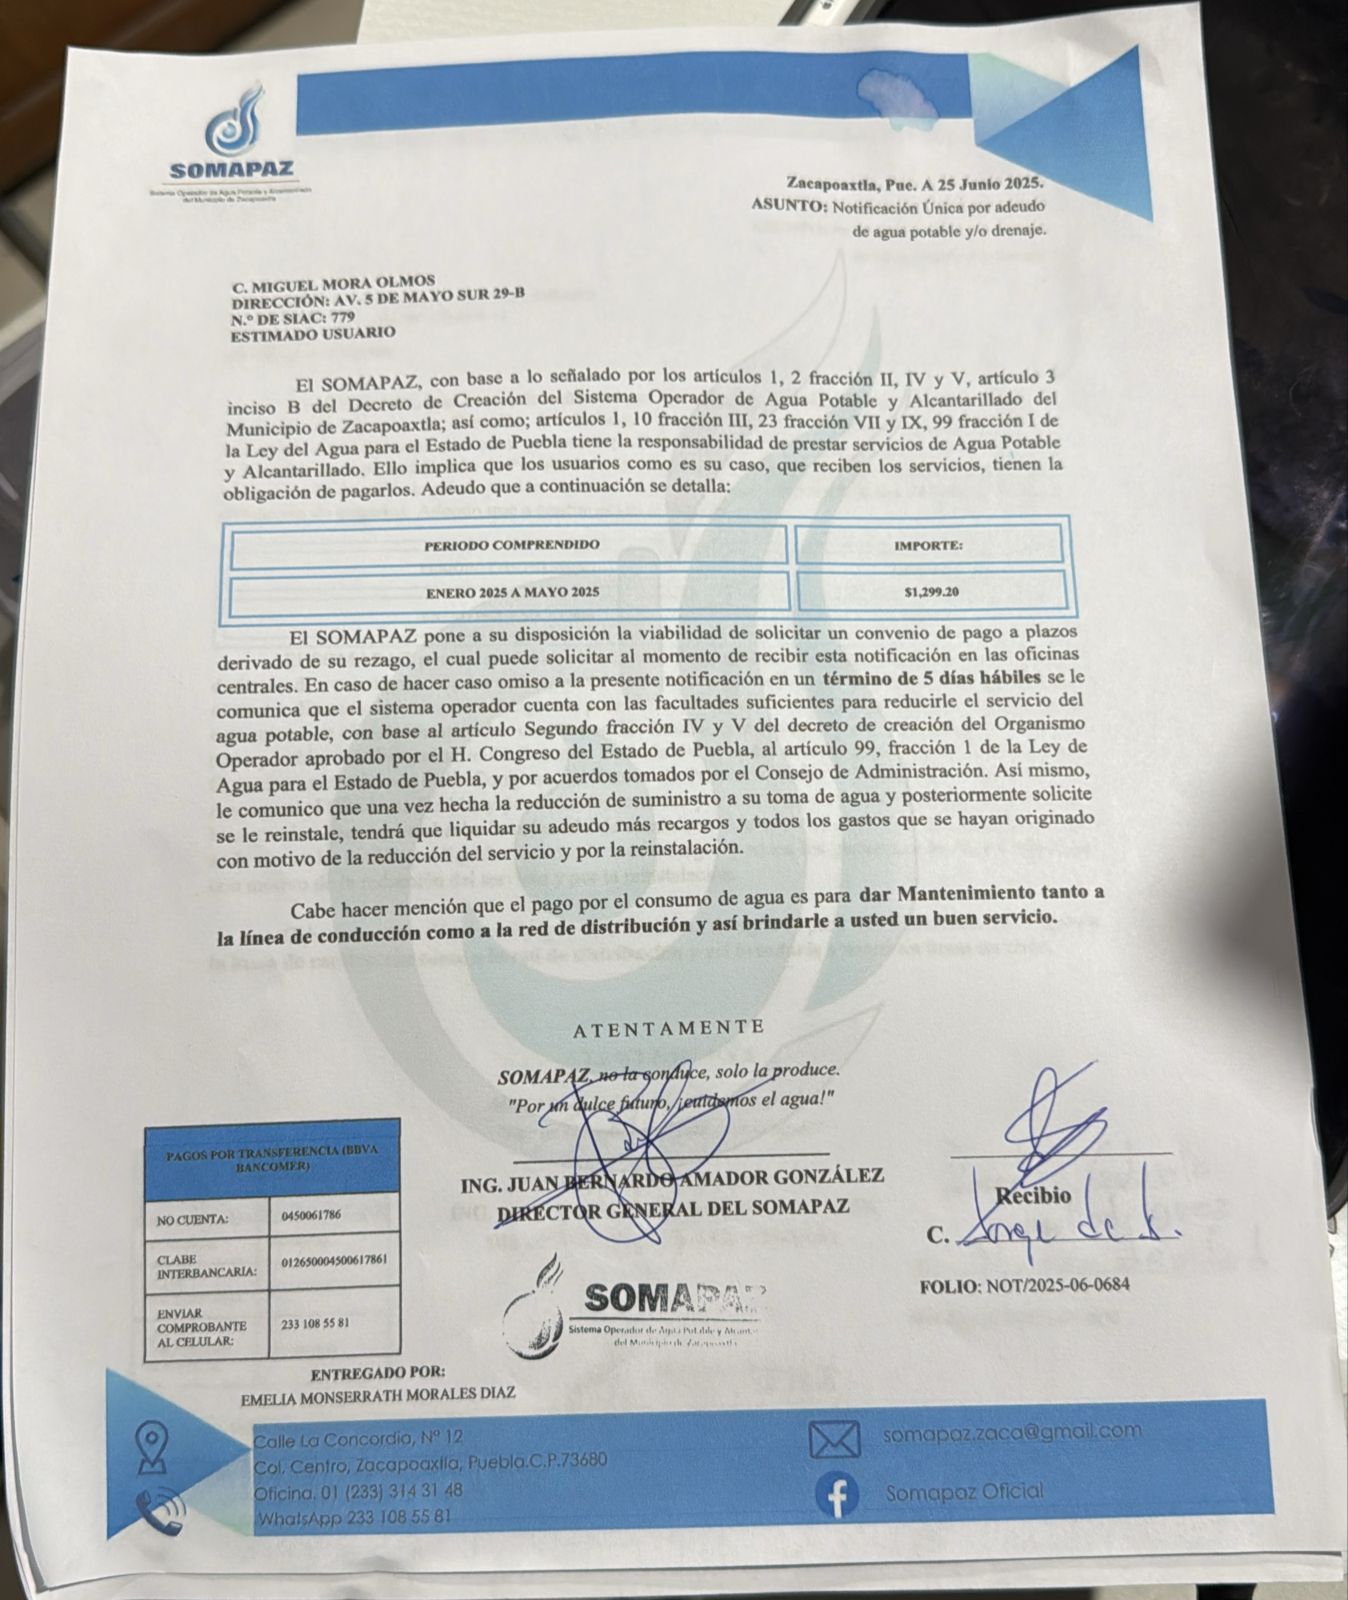 SOMAPAZ
Sistema Operador de Agua Potable y Alcantarillado
del Municipio de Zacapoaxtla
Zacapoaxtla, Pue. A 25 Junio 2025.
ASUNTO: Notificación Única por adeudo
de agua potable y/o drenaje.
C. MIGUEL MORA OLMOS
DIRECCIÓN: AV. 5 DE MAYO SUR 29-B
N.º DE SIAC: 779
ESTIMADO USUARIO
El SOMAPAZ, con base a lo señalado por los artículos 1, 2 fracción II, IV y V, artículo 3
inciso B del Decreto de Creación del Sistema Operador de Agua Potable y Alcantarillado del
Municipio de Zacapoaxtla; así como; artículos 1, 10 fracción III, 23 fracción VII y IX, 99 fracción I de
la Ley del Agua para el Estado de Puebla tiene la responsabilidad de prestar servicios de Agua Potable
y Alcantarillado. Ello implica que los usuarios como es su caso, que reciben los servicios, tienen la
obligación de pagarlos. Adeudo que a continuación se detalla:
PERIODO COMPRENDIDO IMPORTE:
ENERO 2025 A MAYO 2025 $1,299.20
El SOMAPAZ pone a su disposición la viabilidad de solicitar un convenio de pago a plazos
derivado de su rezago, el cual puede solicitar al momento de recibir esta notificación en las oficinas
centrales. En caso de hacer caso omiso a la presente notificación en un término de 5 días hábiles se le
comunica que el sistema operador cuenta con las facultades suficientes para reducirle el servicio del
agua potable, con base al artículo Segundo fracción IV y V del decreto de creación del Organismo
Operador aprobado por el H. Congreso del Estado de Puebla, al artículo 99, fracción 1 de la Ley de
Agua para el Estado de Puebla, y por acuerdos tomados por el Consejo de Administración. Así mismo,
le comunico que una vez hecha la reducción de suministro a su toma de agua y posteriormente solicite
se le reinstale, tendrá que liquidar su adeudo más recargos y todos los gastos que se hayan originado
con motivo de la reducción del servicio y por la reinstalación.
Cabe hacer mención que el pago por el consumo de agua es para dar Mantenimiento tanto a
la línea de conducción como a la red de distribución y así brindarle a usted un buen servicio.
ATENTAMENTE
SOMAPAZ, no la conduce, solo la produce.
"Por un dulce futuro, ¡cuidemos el agua!"
ING. JUAN BERNARDO AMADOR GONZÁLEZ
DIRECTOR GENERAL DEL SOMAPAZ
Recibio
C. Jorge de
FOLIO: NOT/2025-06-0684
SOMAPAZ
Sistema Operador de Agua Potable y Alcant
del Municipio de Zacapoaxtla
PAGOS POR TRANSFERENCIA (BBVA
BANCOMER)
NO CUENTA: 0450061786
CLABE
INTERBANCARIA: 012650004500617861
ENVIAR
COMPROBANTE
AL CELULAR: 233 108 55 81
ENTREGADO POR:
EMELIA MONSERRATH MORALES DIAZ
Calle La Concordia, Nº 12
Col. Centro, Zacapoaxtla, Puebla.C.P.73680
Oficina. 01 (233) 314 31 48
WhatsApp 233 108 55 81
somapaz.zaca@gmail.com
Somapaz Oficial